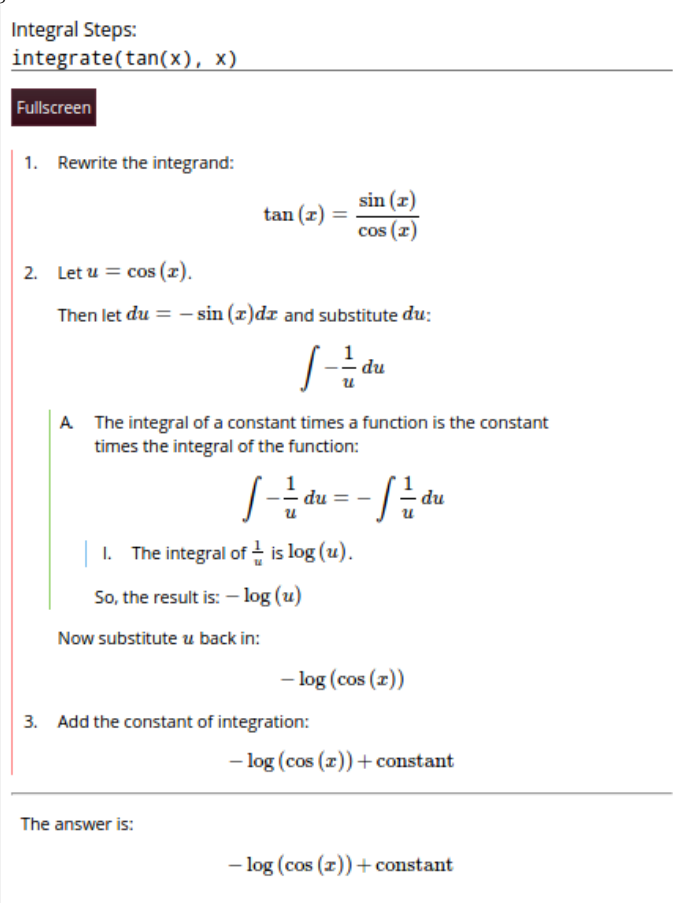 Integral Steps:
integrate(tan(x), x)
Fullscreen
1. Rewrite the integrand:
tan (x) = sin (x) / cos (x)
2. Let u = cos (x).
Then let du = − sin (x)dx and substitute du:
∫ −1/u du
A. The integral of a constant times a function is the constant
times the integral of the function:
∫ −1/u du = − ∫ 1/u du
I. The integral of 1/u is log (u).
So, the result is: − log (u)
Now substitute u back in:
− log (cos (x))
3. Add the constant of integration:
− log (cos (x)) + constant
The answer is:
− log (cos (x)) + constant